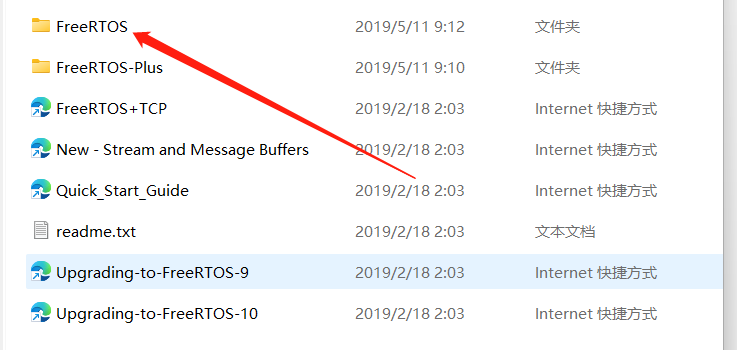 FreeRTOS 2019/5/11 9:12 文件夹
FreeRTOS-Plus 2019/5/11 9:10 文件夹
FreeRTOS+TCP 2019/2/18 2:03 Internet 快捷方式
New - Stream and Message Buffers 2019/2/18 2:03 Internet 快捷方式
Quick_Start_Guide 2019/2/18 2:03 Internet 快捷方式
readme.txt 2019/2/18 2:03 文本文档
Upgrading-to-FreeRTOS-9 2019/2/18 2:03 Internet 快捷方式
Upgrading-to-FreeRTOS-10 2019/2/18 2:03 Internet 快捷方式